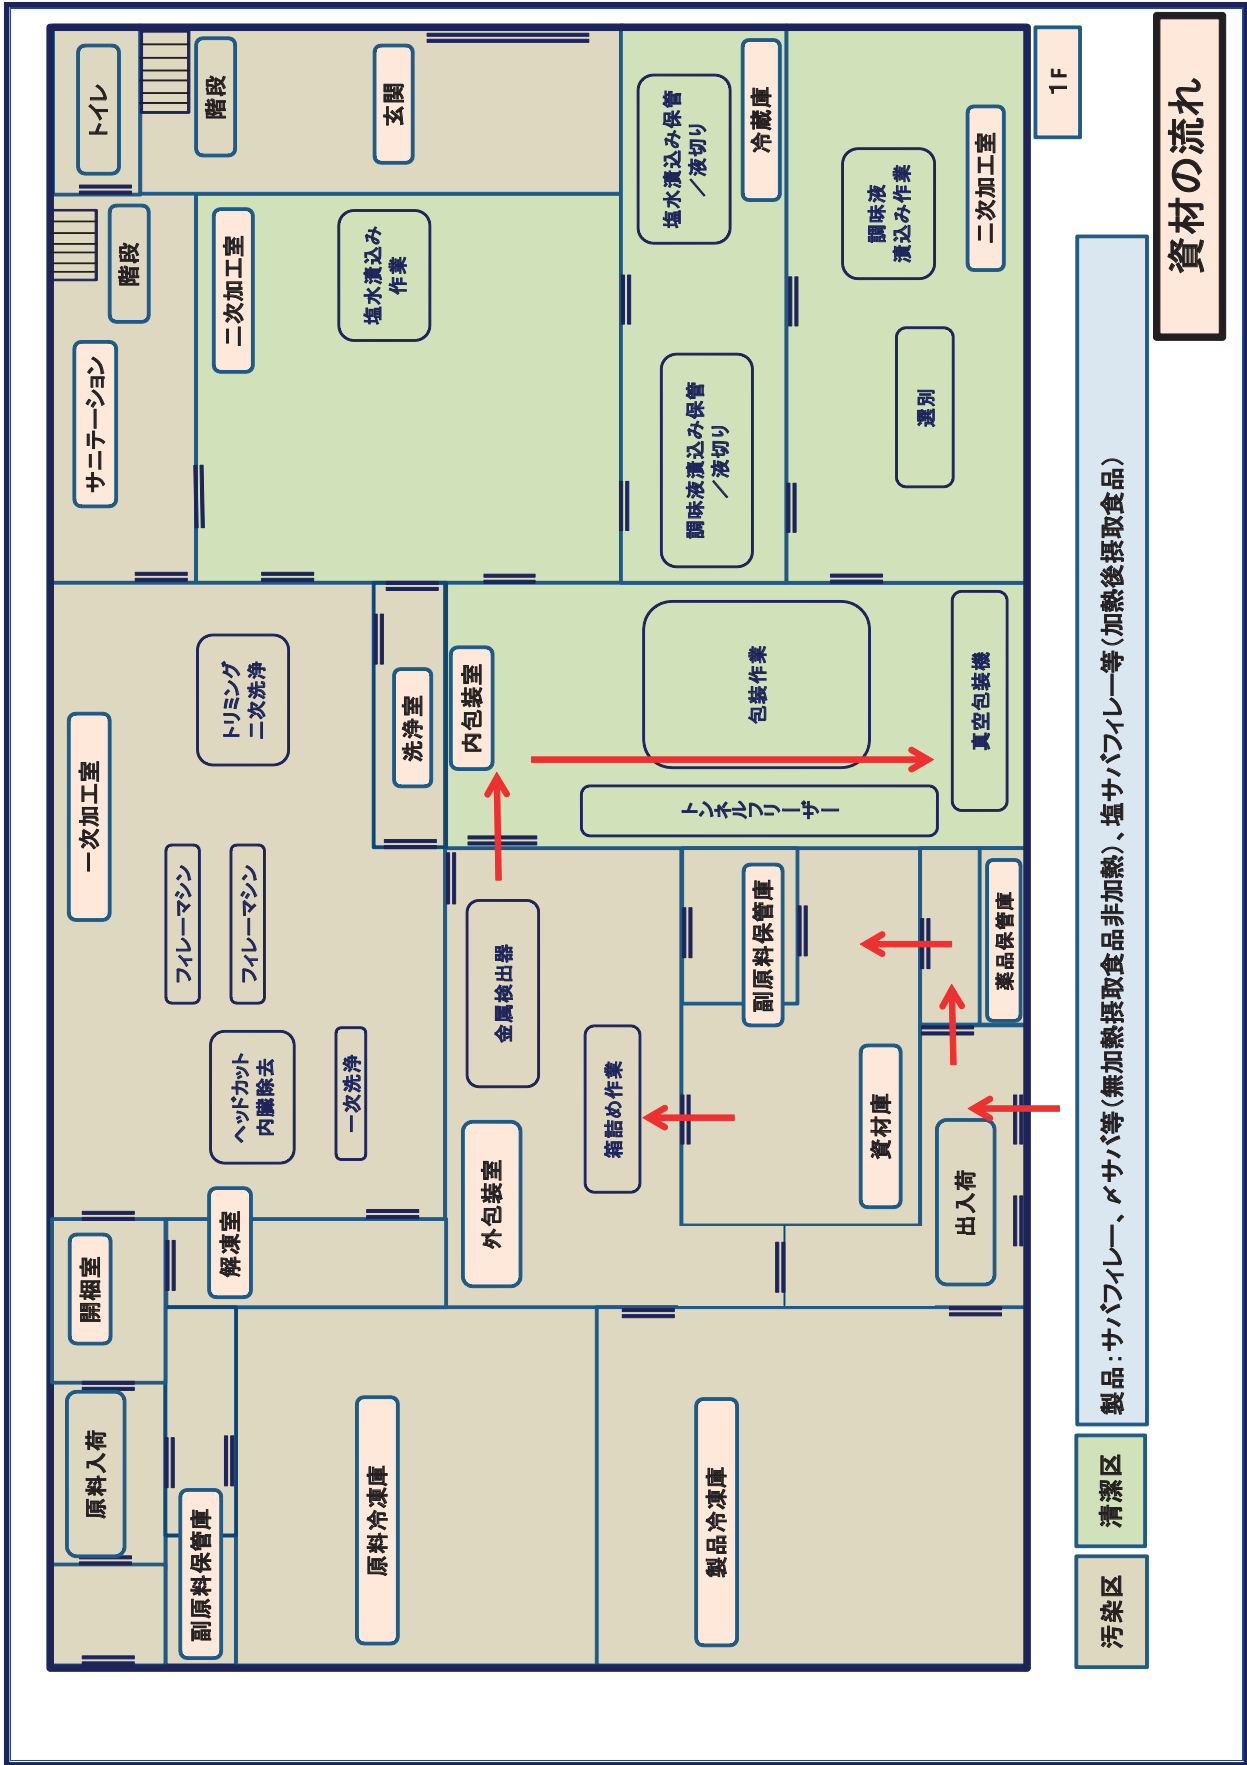 資材の流れ
1F
製品：サバフィレー、〆サバ等（無加熱摂取食品非加熱）、塩サバフィレー等（加熱後摂取食品）
清潔区
汚染区
トイレ
階段
玄関
階段
サニテーション
二次加工室
塩水漬込み
作業
塩水漬込み保管
／液切り
冷蔵庫
調味液漬込み保管
／液切り
調味液
漬込み作業
二次加工室
選別
一次加工室
トリミング
二次洗浄
洗浄室
内包装室
包装作業
真空包装機
トンネルフリーザー
フィレーマシン
フィレーマシン
ヘッドカット
内臓除去
一次洗浄
金属検出器
外包装室
箱詰め作業
副原料保管庫
薬品保管庫
資材庫
出入荷
解凍室
開梱室
原料入荷
副原料保管庫
原料冷凍庫
製品冷凍庫